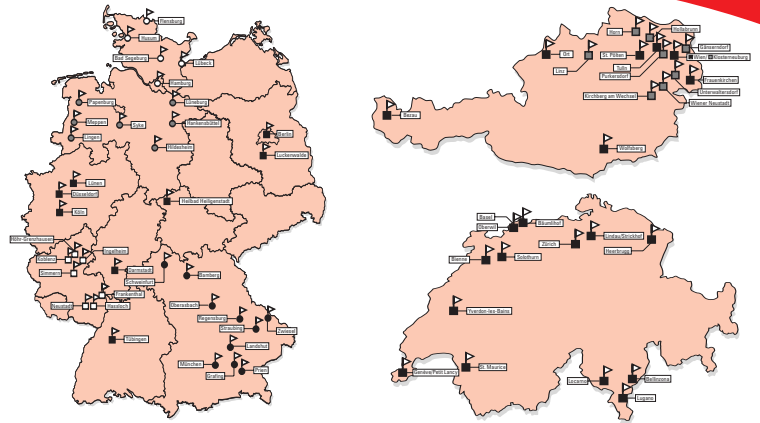 Flensburg
Husum
Bad Segeburg
Lübeck
Hamburg
Papenburg
Lüneburg
Meppen
Syke
Hankensbüttel
Lingen
Hildesheim
Berlin
Luckenwalde
Lünen
Düsseldorf
Köln
Heilbad Heiligenstadt
Höhn-Grenzhausen
Koblenz
Ingelheim
Simmern
Darmstadt
Schweinfurt
Bamberg
Frankenthal
Neustadt
Hassloch
Obernsbach
Regensburg
Straubing
Zwiesel
Tübingen
Landshut
München
Grafing
Prien
Horn
Hollabrunn
Ort
St. Pölten
Gänserndorf
Wien
Klosterneuburg
Linz
Tulln
Purkersdorf
Frauenkirchen
Kirchberg am Wechsel
Unterwaltersdorf
Wiener Neustadt
Bezau
Wolfsberg
Basel
Bäumlihof
Oberwil
Zürich
Lindau/Strickhof
Heerbrugg
Bienne
Solothurn
Yverdon-les-Bains
Genève/Petit Lancy
St. Maurice
Locarno
Bellinzona
Lugano